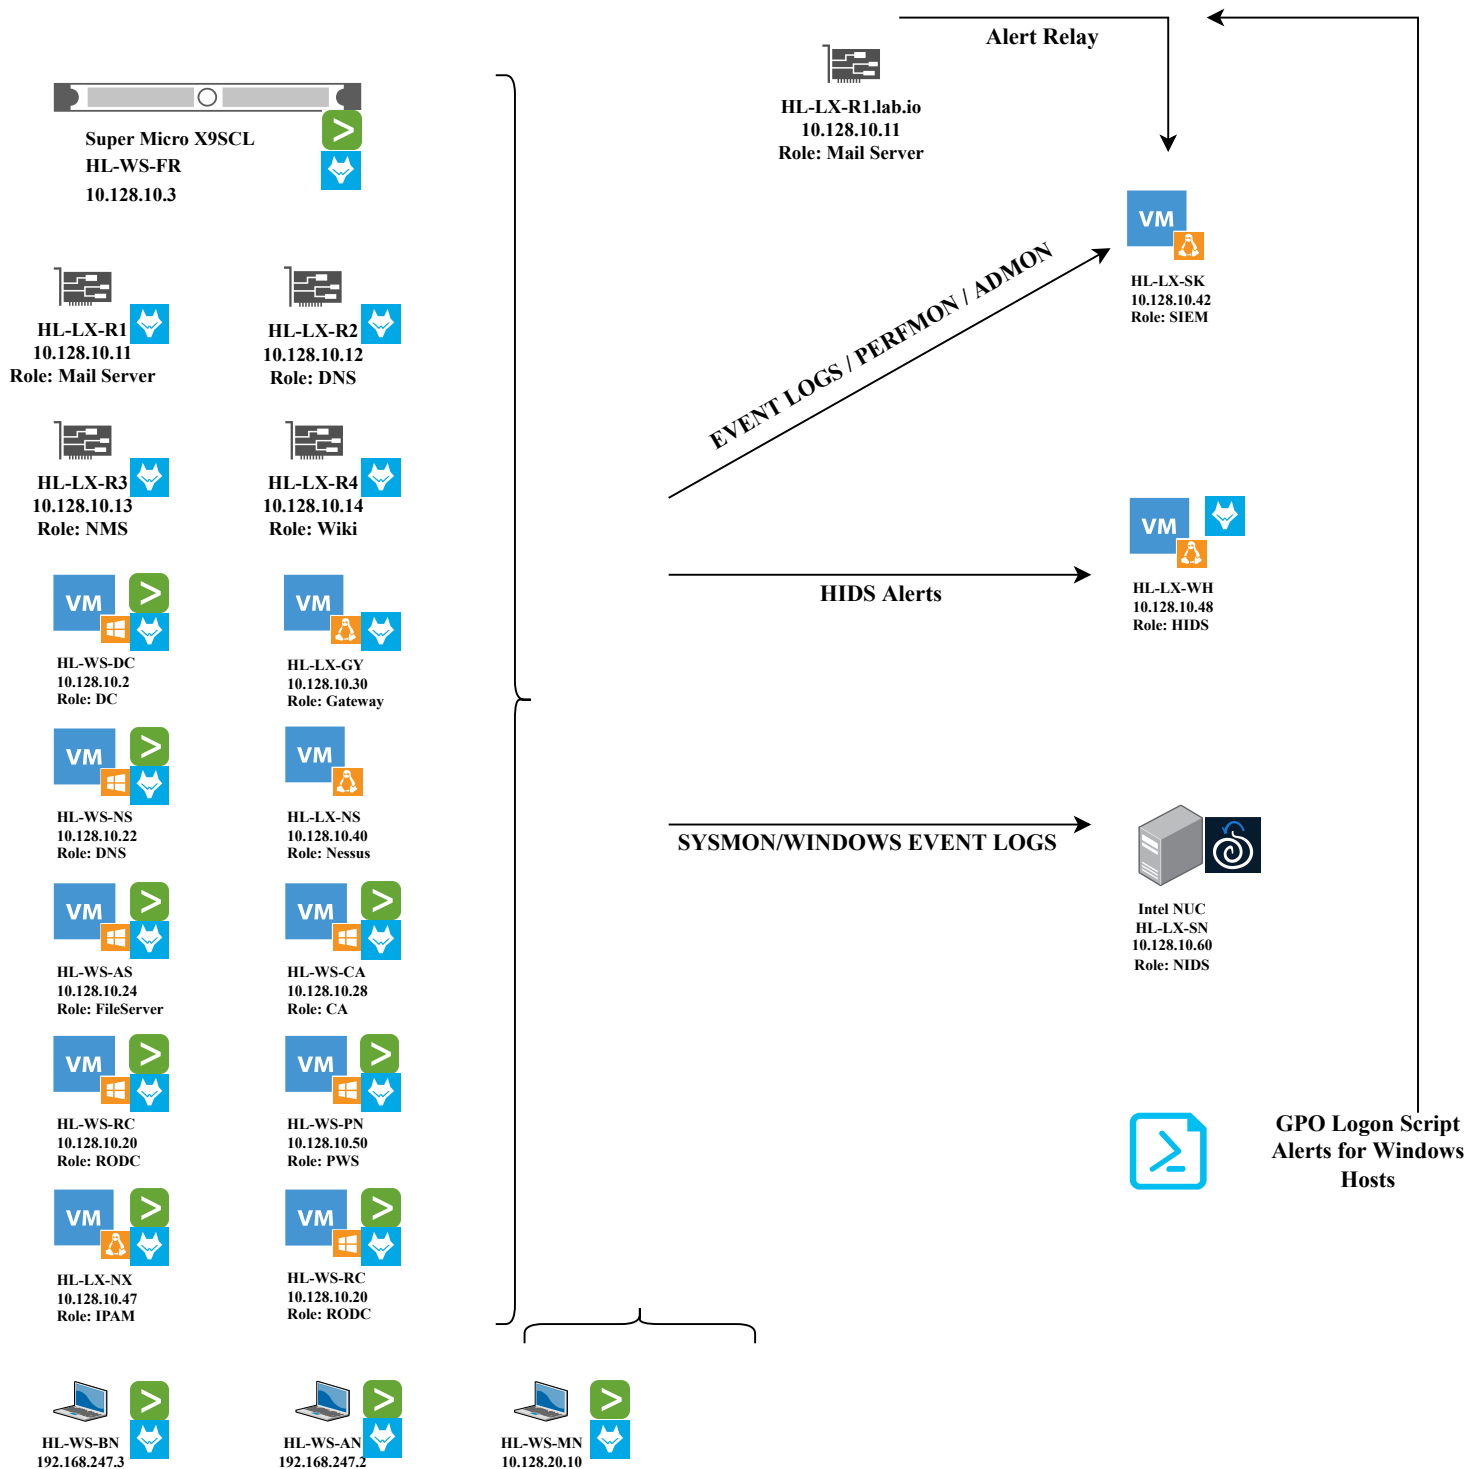 Alert Relay
HL-LX-R1.lab.io
10.128.10.11
Role: Mail Server
Super Micro X9SCL
HL-WS-FR
10.128.10.3
VM
HL-LX-SK
10.128.10.42
Role: SIEM
EVENT LOGS / PERFMON / ADMON
HL-LX-R1
10.128.10.11
Role: Mail Server
HL-LX-R2
10.128.10.12
Role: DNS
HL-LX-R3
10.128.10.13
Role: NMS
HL-LX-R4
10.128.10.14
Role: Wiki
VM
HL-LX-WH
10.128.10.48
Role: HIDS
HIDS Alerts
VM
HL-WS-DC
10.128.10.2
Role: DC
VM
HL-LX-GY
10.128.10.30
Role: Gateway
VM
HL-WS-NS
10.128.10.22
Role: DNS
VM
HL-LX-NS
10.128.10.40
Role: Nessus
SYSMON/WINDOWS EVENT LOGS
Intel NUC
HL-LX-SN
10.128.10.60
Role: NIDS
VM
HL-WS-AS
10.128.10.24
Role: FileServer
VM
HL-WS-CA
10.128.10.28
Role: CA
VM
HL-WS-RC
10.128.10.20
Role: RODC
VM
HL-WS-PN
10.128.10.50
Role: PWS
GPO Logon Script
Alerts for Windows
Hosts
VM
HL-LX-NX
10.128.10.47
Role: IPAM
VM
HL-WS-RC
10.128.10.20
Role: RODC
HL-WS-BN
192.168.247.3
HL-WS-AN
192.168.247.2
HL-WS-MN
10.128.20.10